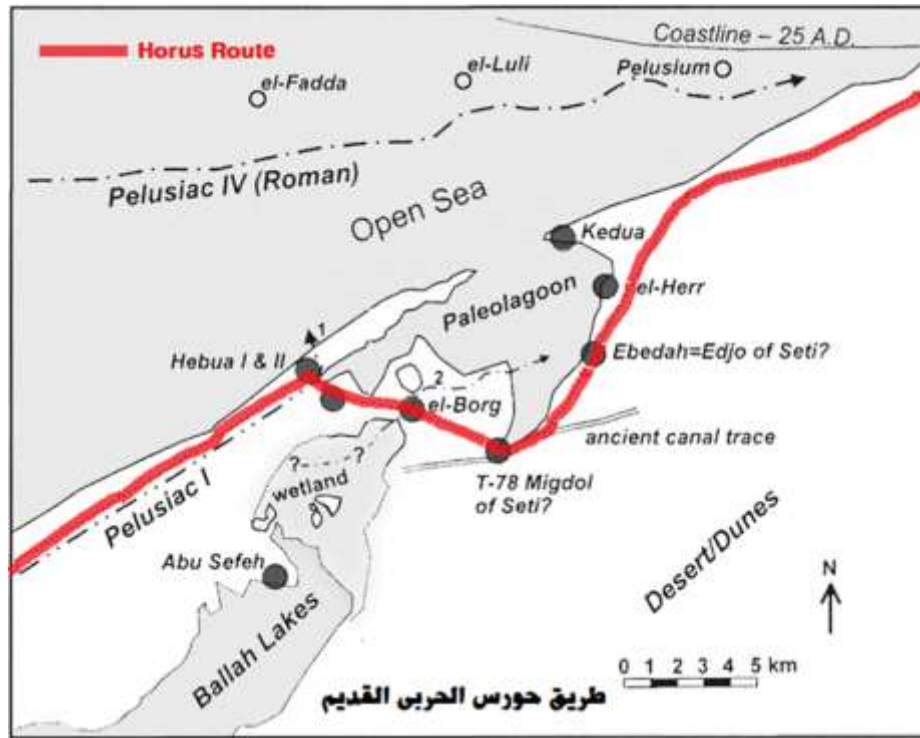 Horus Route
Coastline – 25 A.D.
el-Fadda
el-Luli
Pelusium
Pelusiac IV (Roman)
Open Sea
Kedua
Paleolagoon
el-Herr
1
Hebua I & II
Ebedah=Edjo of Seti?
2
el-Borg
ancient canal trace
Pelusiac I
? ?
wetland
T-78 Migdol
of Seti?
Abu Sefeh
Desert/Dunes
N
Ballah Lakes
0 1 2 3 4 5 km
طريق حورس الحربى القديم